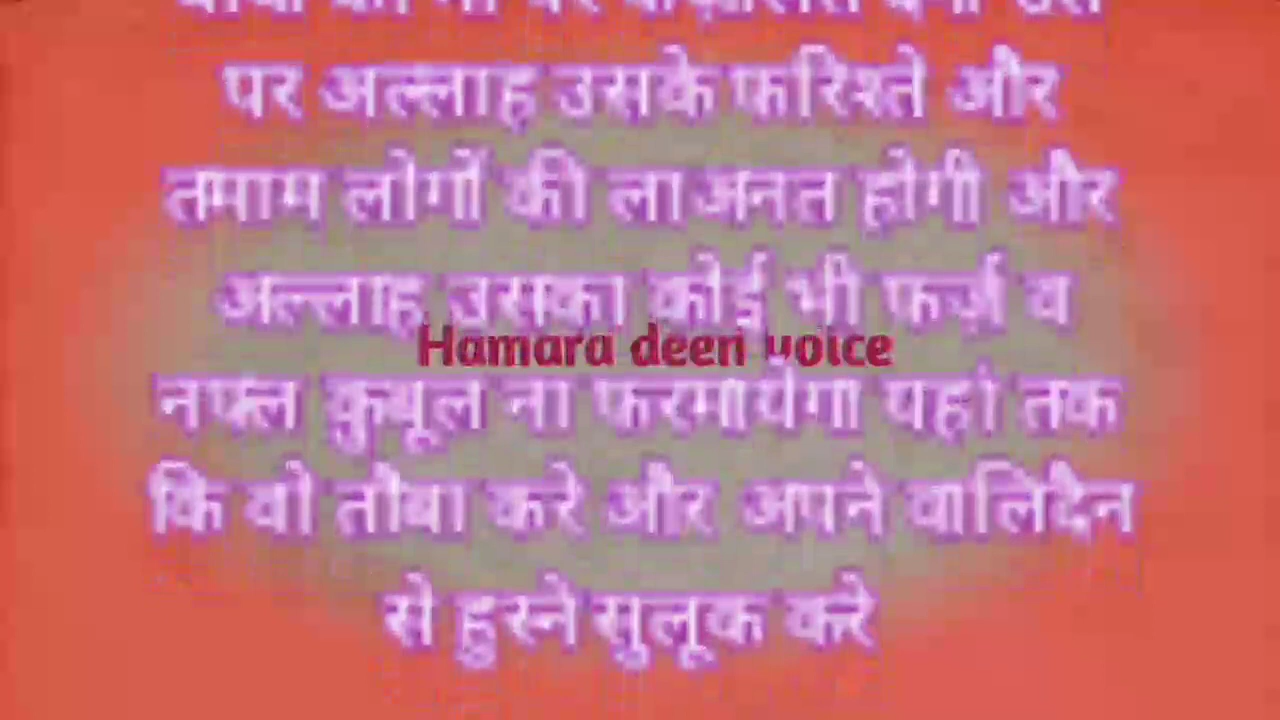 पर अल्लाह उसके फरिश्ते और
तमाम लोगों की लाअनत होगी और
अल्लाह उसका कोई भी फर्ज़ व
Hamara deen voice
नफ्ल क़ुबूल ना फरमायेगा यहां तक
कि वो तौबा करे और अपने वालिदैन
से हुस्ने सुलूक करे